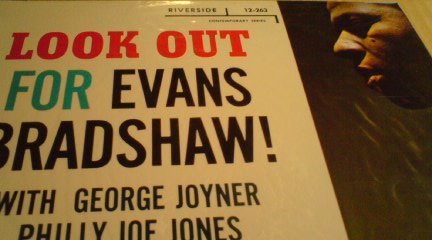 RIVERSIDE 12-263
CONTEMPORARY SERIES
LOOK OUT
FOR EVANS
BRADSHAW!
WITH GEORGE JOYNER
PHILLY JOE JONES